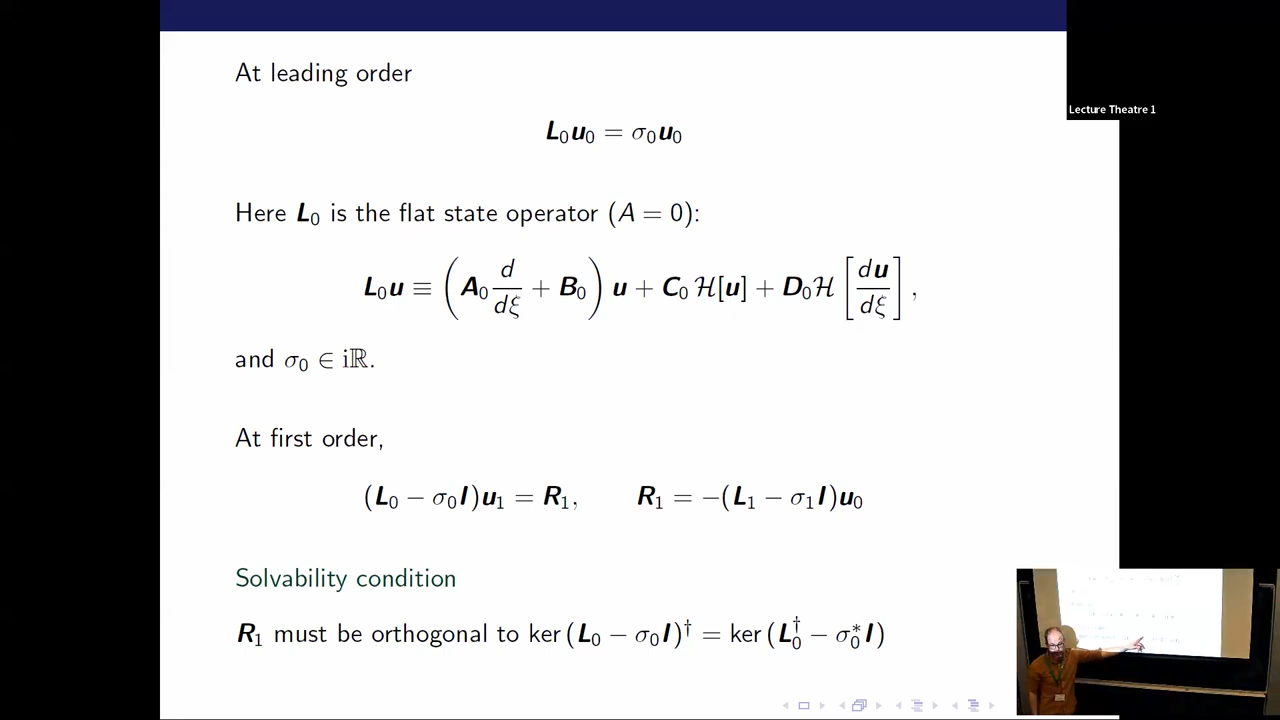 At leading order
L₀u₀ = σ₀u₀
Lecture Theatre 1
Here L₀ is the flat state operator (A = 0):
L₀u ≡ (A₀ d/dξ + B₀) u + C₀ ℋ[u] + D₀ℋ [du/dξ],
and σ₀ ∈ iℝ.
At first order,
(L₀ − σ₀I)u₁ = R₁, R₁ = −(L₁ − σ₁I)u₀
Solvability condition
R₁ must be orthogonal to ker (L₀ − σ₀I)† = ker (L₀† − σ₀*I)